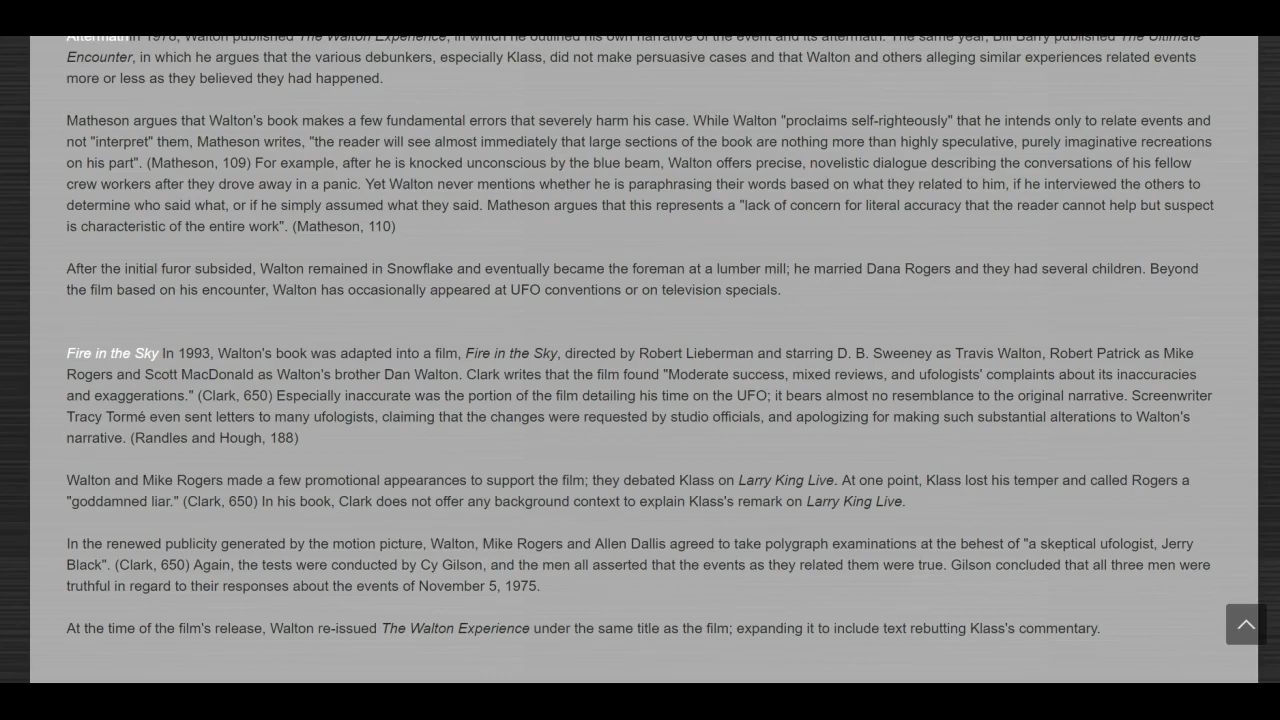 Aftermath In 1978, Walton published The Walton Experience, in which he outlined his own narrative of the event and its aftermath. The same year, Bill Barry published The Ultimate
Encounter, in which he argues that the various debunkers, especially Klass, did not make persuasive cases and that Walton and others alleging similar experiences related events
more or less as they believed they had happened.
Matheson argues that Walton's book makes a few fundamental errors that severely harm his case. While Walton "proclaims self-righteously" that he intends only to relate events and
not "interpret" them, Matheson writes, "the reader will see almost immediately that large sections of the book are nothing more than highly speculative, purely imaginative recreations
on his part". (Matheson, 109) For example, after he is knocked unconscious by the blue beam, Walton offers precise, novelistic dialogue describing the conversations of his fellow
crew workers after they drove away in a panic. Yet Walton never mentions whether he is paraphrasing their words based on what they related to him, if he interviewed the others to
determine who said what, or if he simply assumed what they said. Matheson argues that this represents a "lack of concern for literal accuracy that the reader cannot help but suspect
is characteristic of the entire work". (Matheson, 110)
After the initial furor subsided, Walton remained in Snowflake and eventually became the foreman at a lumber mill; he married Dana Rogers and they had several children. Beyond
the film based on his encounter, Walton has occasionally appeared at UFO conventions or on television specials.
Fire in the Sky In 1993, Walton's book was adapted into a film, Fire in the Sky, directed by Robert Lieberman and starring D. B. Sweeney as Travis Walton, Robert Patrick as Mike
Rogers and Scott MacDonald as Walton's brother Dan Walton. Clark writes that the film found "Moderate success, mixed reviews, and ufologists' complaints about its inaccuracies
and exaggerations." (Clark, 650) Especially inaccurate was the portion of the film detailing his time on the UFO; it bears almost no resemblance to the original narrative. Screenwriter
Tracy Tormé even sent letters to many ufologists, claiming that the changes were requested by studio officials, and apologizing for making such substantial alterations to Walton's
narrative. (Randles and Hough, 188)
Walton and Mike Rogers made a few promotional appearances to support the film; they debated Klass on Larry King Live. At one point, Klass lost his temper and called Rogers a
"goddamned liar." (Clark, 650) In his book, Clark does not offer any background context to explain Klass's remark on Larry King Live.
In the renewed publicity generated by the motion picture, Walton, Mike Rogers and Allen Dallis agreed to take polygraph examinations at the behest of "a skeptical ufologist, Jerry
Black". (Clark, 650) Again, the tests were conducted by Cy Gilson, and the men all asserted that the events as they related them were true. Gilson concluded that all three men were
truthful in regard to their responses about the events of November 5, 1975.
At the time of the film's release, Walton re-issued The Walton Experience under the same title as the film; expanding it to include text rebutting Klass's commentary.